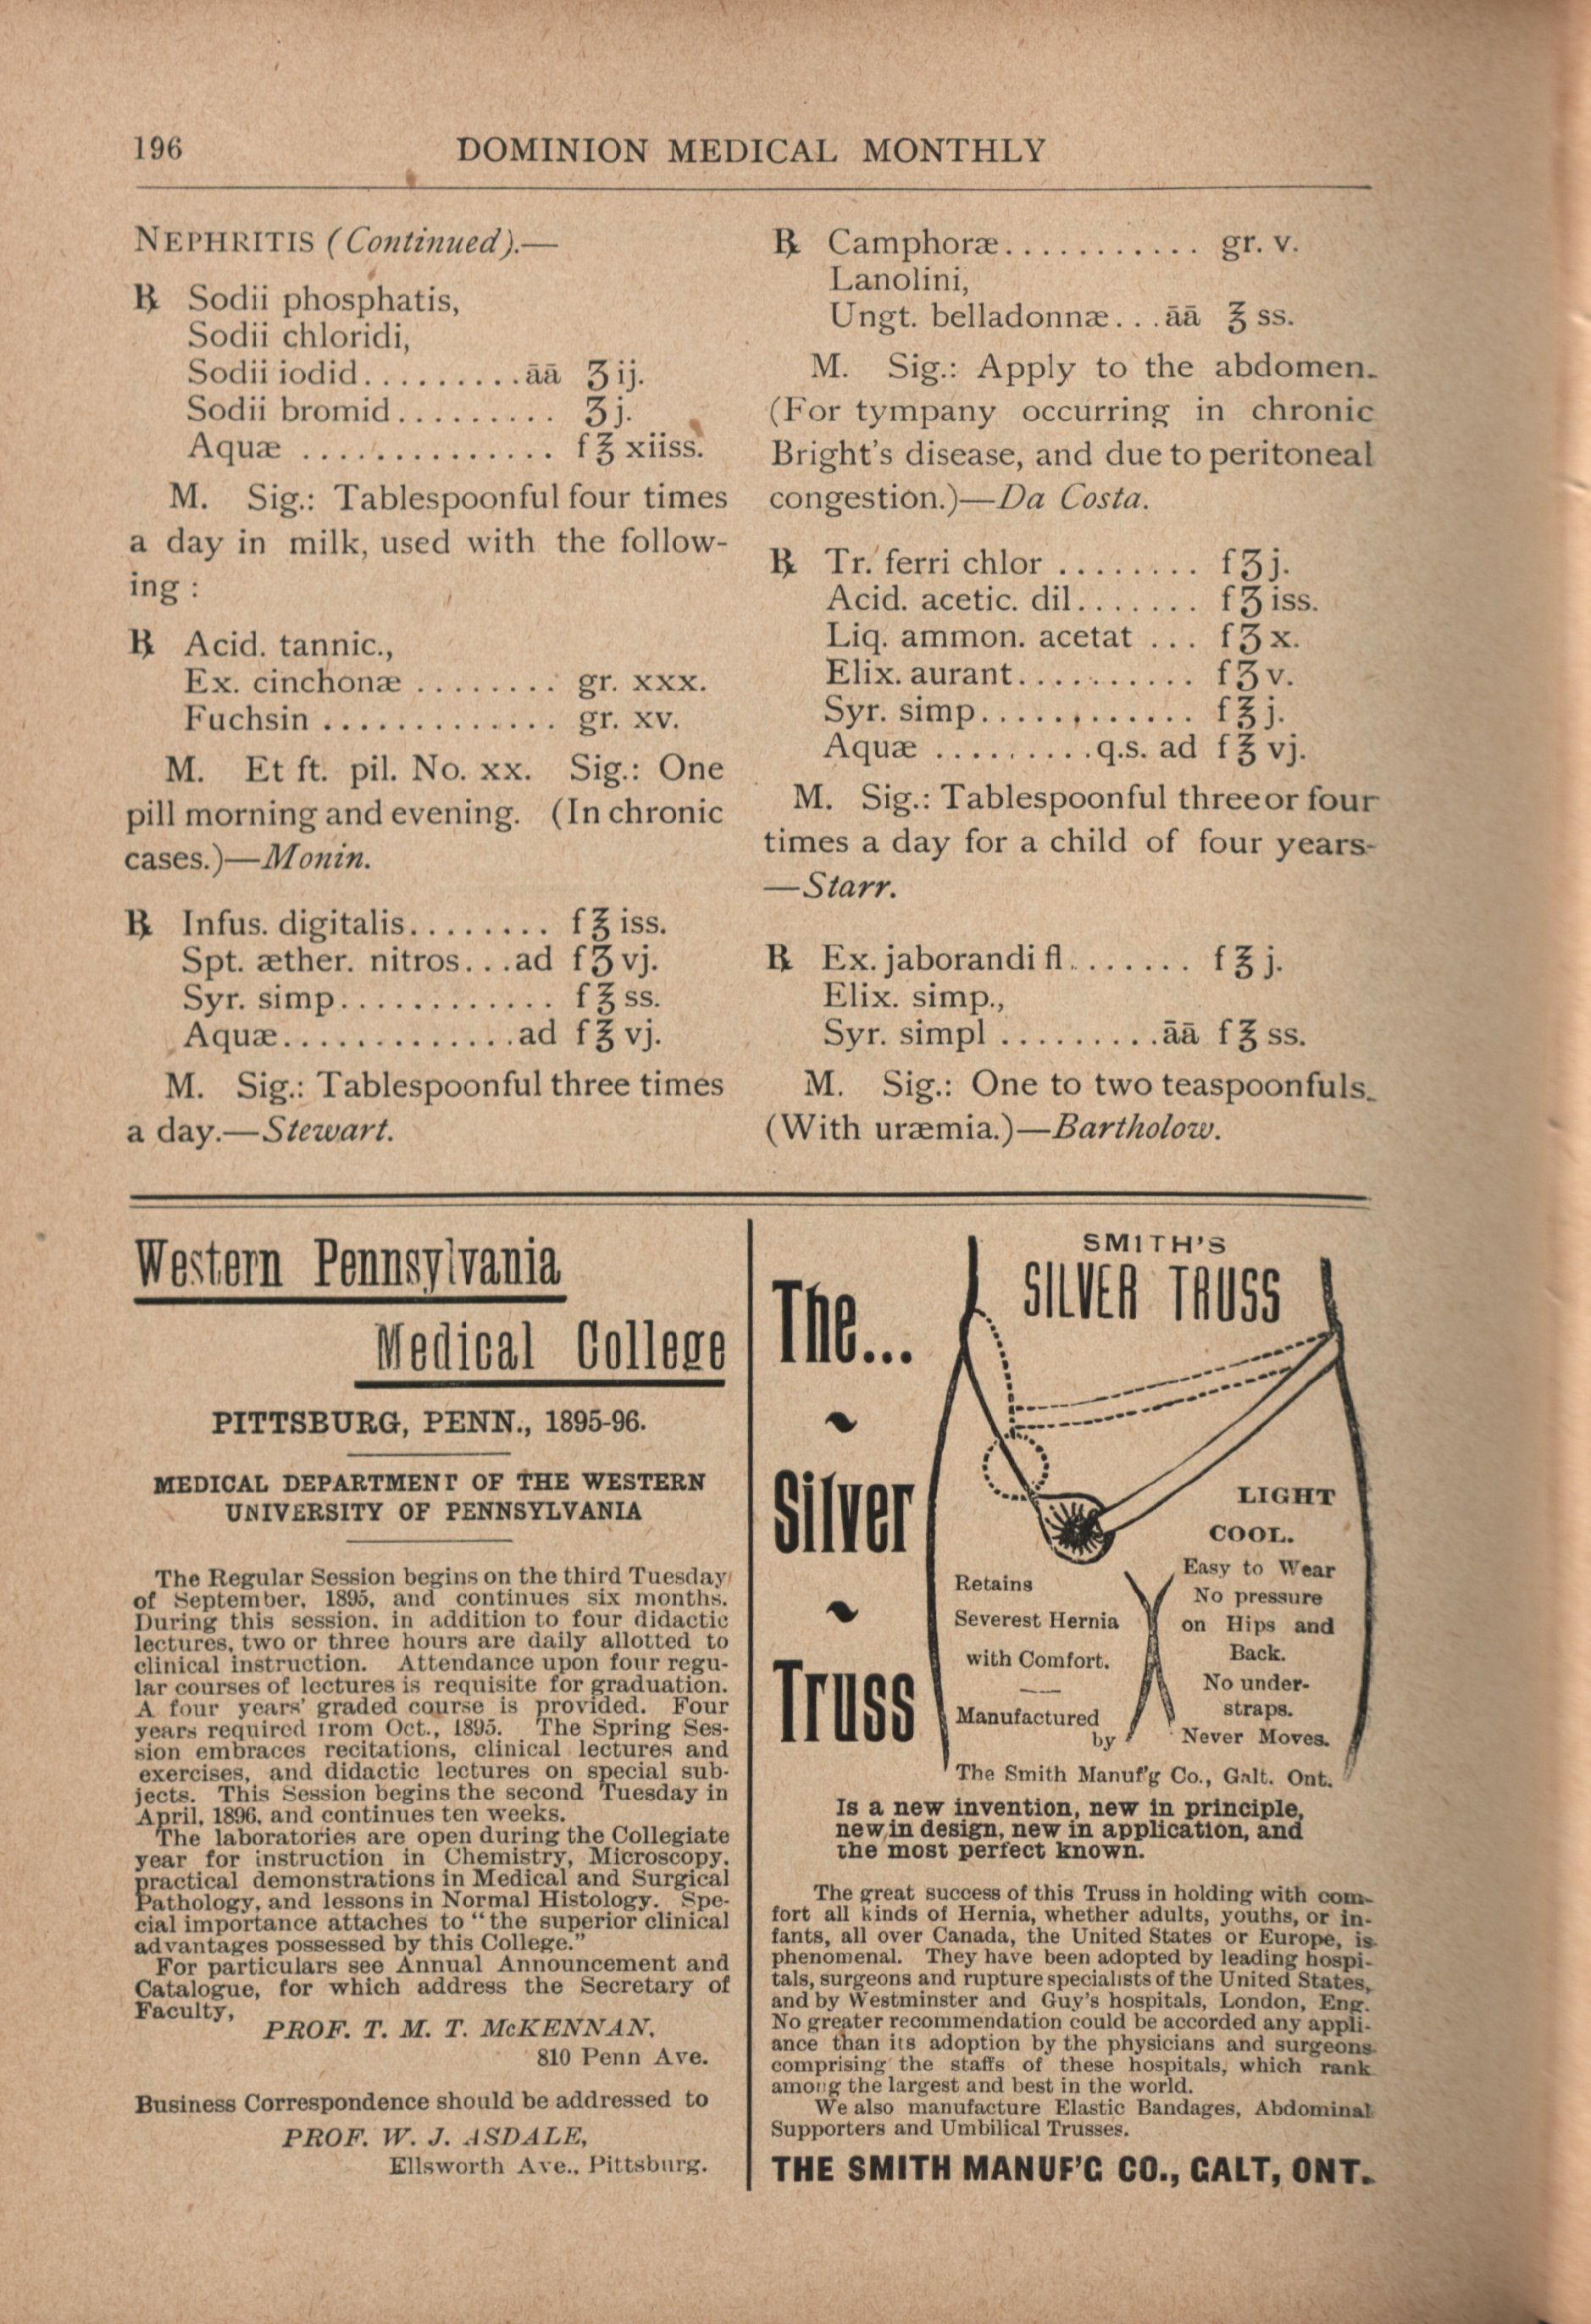 196 DOMINION MEDICAL MONTHLY
NEPHRITIS (Continued).—
℞ Sodii phosphatis,
Sodii chloridi,
Sodii iodid.........āā ʒij.
Sodii bromid......... ʒj.
Aquæ .............. f℥xiiss.
M. Sig.: Tablespoonful four times
a day in milk, used with the follow-
ing :
℞ Acid. tannic.,
Ex. cinchonæ ........ gr. xxx.
Fuchsin ............. gr. xv.
M. Et ft. pil. No. xx. Sig.: One
pill morning and evening. (In chronic
cases.)—Monin.
℞ Infus. digitalis........ f℥iss.
Spt. æther. nitros...ad fʒvj.
Syr. simp............. f℥ss.
Aquæ..............ad f℥vj.
M. Sig.: Tablespoonful three times
a day.—Stewart.
℞ Camphoræ........... gr. v.
Lanolini,
Ungt. belladonnæ...āā ℥ss.
M. Sig.: Apply to the abdomen.
(For tympany occurring in chronic
Bright's disease, and due to peritoneal
congestion.)—Da Costa.
℞ Tr. ferri chlor ........ fʒj.
Acid. acetic. dil....... fʒiss.
Liq. ammon. acetat ... fʒx.
Elix. aurant.......... fʒv.
Syr. simp............ f℥j.
Aquæ .........q.s. ad f℥vj.
M. Sig.: Tablespoonful three or four
times a day for a child of four years-
—Starr.
℞ Ex. jaborandi fl........ f℥j.
Elix. simp.,
Syr. simpl .........āā f℥ss.
M. Sig.: One to two teaspoonfuls.
(With uræmia.)—Bartholow.
Western Pennsylvania
Medical College
PITTSBURG, PENN., 1895-96.
MEDICAL DEPARTMENT OF THE WESTERN
UNIVERSITY OF PENNSYLVANIA
The Regular Session begins on the third Tuesday
of September, 1895, and continues six months.
During this session, in addition to four didactic
lectures, two or three hours are daily allotted to
clinical instruction. Attendance upon four regu-
lar courses of lectures is requisite for graduation.
A four years' graded course is provided. Four
years required from Oct., 1895. The Spring Ses-
sion embraces recitations, clinical lectures and
exercises, and didactic lectures on special sub-
jects. This Session begins the second Tuesday in
April, 1896, and continues ten weeks.
The laboratories are open during the Collegiate
year for instruction in Chemistry, Microscopy,
practical demonstrations in Medical and Surgical
Pathology, and lessons in Normal Histology. Spe-
cial importance attaches to "the superior clinical
advantages possessed by this College."
For particulars see Annual Announcement and
Catalogue, for which address the Secretary of
Faculty,
PROF. T. M. T. McKENNAN,
810 Penn Ave.
Business Correspondence should be addressed to
PROF. W. J. ASDALE,
Ellsworth Ave., Pittsburg.
The...
Silver
Truss
SMITH'S
SILVER TRUSS
LIGHT
COOL.
Easy to Wear
No pressure
on Hips and
Back.
No under-
straps.
Never Moves.
Retains
Severest Hernia
with Comfort.
Manufactured
by
The Smith Manuf'g Co., Galt. Ont.
Is a new invention, new in principle,
new in design, new in application, and
the most perfect known.
The great success of this Truss in holding with com-
fort all kinds of Hernia, whether adults, youths, or in-
fants, all over Canada, the United States or Europe, is
phenomenal. They have been adopted by leading hospi-
tals, surgeons and rupture specialists of the United States,
and by Westminster and Guy's hospitals, London, Eng.
No greater recommendation could be accorded any appli-
ance than its adoption by the physicians and surgeons
comprising the staffs of these hospitals, which rank
among the largest and best in the world.
We also manufacture Elastic Bandages, Abdominal
Supporters and Umbilical Trusses.
THE SMITH MANUF'G CO., GALT, ONT.